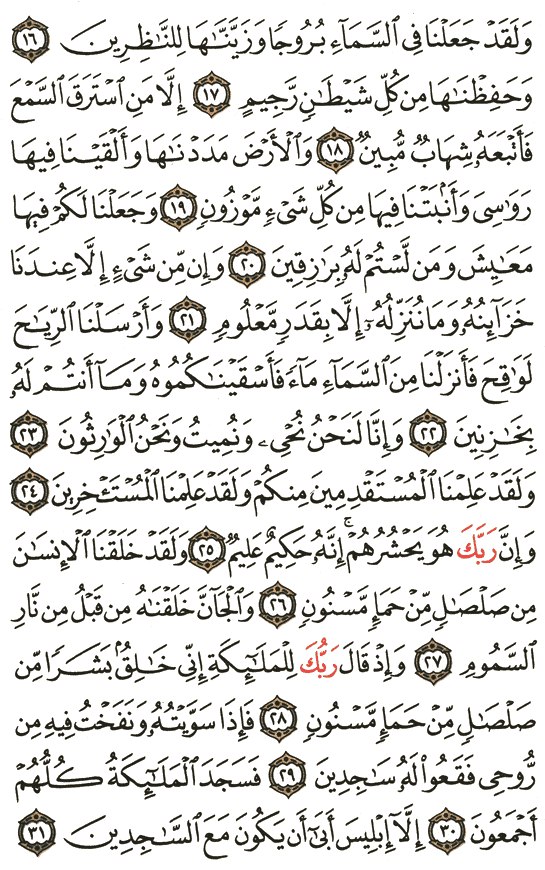 وَلَقَدْ جَعَلْنَا فِي ٱلسَّمَآءِ بُرُوجٗا وَزَيَّنَّٰهَا لِلنَّٰظِرِينَ ١٦
وَحَفِظْنَٰهَا مِن كُلِّ شَيْطَٰنٖ رَّجِيمٍ ١٧ إِلَّا مَنِ ٱسْتَرَقَ ٱلسَّمْعَ
فَأَتْبَعَهُۥ شِهَابٞ مُّبِينٞ ١٨ وَٱلْأَرْضَ مَدَدْنَٰهَا وَأَلْقَيْنَا فِيهَا
رَوَٰسِيَ وَأَنۢبَتْنَا فِيهَا مِن كُلِّ شَيْءٖ مَّوْزُونٖ ١٩ وَجَعَلْنَا لَكُمْ فِيهَا
مَعَٰيِشَ وَمَن لَّسْتُمْ لَهُۥ بِرَٰزِقِينَ ٢٠ وَإِن مِّن شَيْءٍ إِلَّا عِندَنَا
خَزَآئِنُهُۥ وَمَا نُنَزِّلُهُۥٓ إِلَّا بِقَدَرٖ مَّعْلُومٖ ٢١ وَأَرْسَلْنَا ٱلرِّيَٰحَ
لَوَٰقِحَ فَأَنزَلْنَا مِنَ ٱلسَّمَآءِ مَآءٗ فَأَسْقَيْنَٰكُمُوهُ وَمَآ أَنتُمْ لَهُۥ
بِخَٰزِنِينَ ٢٢ وَإِنَّا لَنَحْنُ نُحْيِۦ وَنُمِيتُ وَنَحْنُ ٱلْوَٰرِثُونَ ٢٣
وَلَقَدْ عَلِمْنَا ٱلْمُسْتَقْدِمِينَ مِنكُمْ وَلَقَدْ عَلِمْنَا ٱلْمُسْتَـْٔخِرِينَ ٢٤
وَإِنَّ رَبَّكَ هُوَ يَحْشُرُهُمْۚ إِنَّهُۥ حَكِيمٌ عَلِيمٞ ٢٥ وَلَقَدْ خَلَقْنَا ٱلْإِنسَٰنَ
مِن صَلْصَٰلٖ مِّنْ حَمَإٖ مَّسْنُونٖ ٢٦ وَٱلْجَآنَّ خَلَقْنَٰهُ مِن قَبْلُ مِن نَّارِ
ٱلسَّمُومِ ٢٧ وَإِذْ قَالَ رَبُّكَ لِلْمَلَٰٓئِكَةِ إِنِّي خَٰلِقُۢ بَشَرٗا مِّن
صَلْصَٰلٖ مِّنْ حَمَإٖ مَّسْنُونٖ ٢٨ فَإِذَا سَوَّيْتُهُۥ وَنَفَخْتُ فِيهِ مِن
رُّوحِي فَقَعُواْ لَهُۥ سَٰجِدِينَ ٢٩ فَسَجَدَ ٱلْمَلَٰٓئِكَةُ كُلُّهُمْ
أَجْمَعُونَ ٣٠ إِلَّآ إِبْلِيسَ أَبَىٰٓ أَن يَكُونَ مَعَ ٱلسَّٰجِدِينَ ٣١